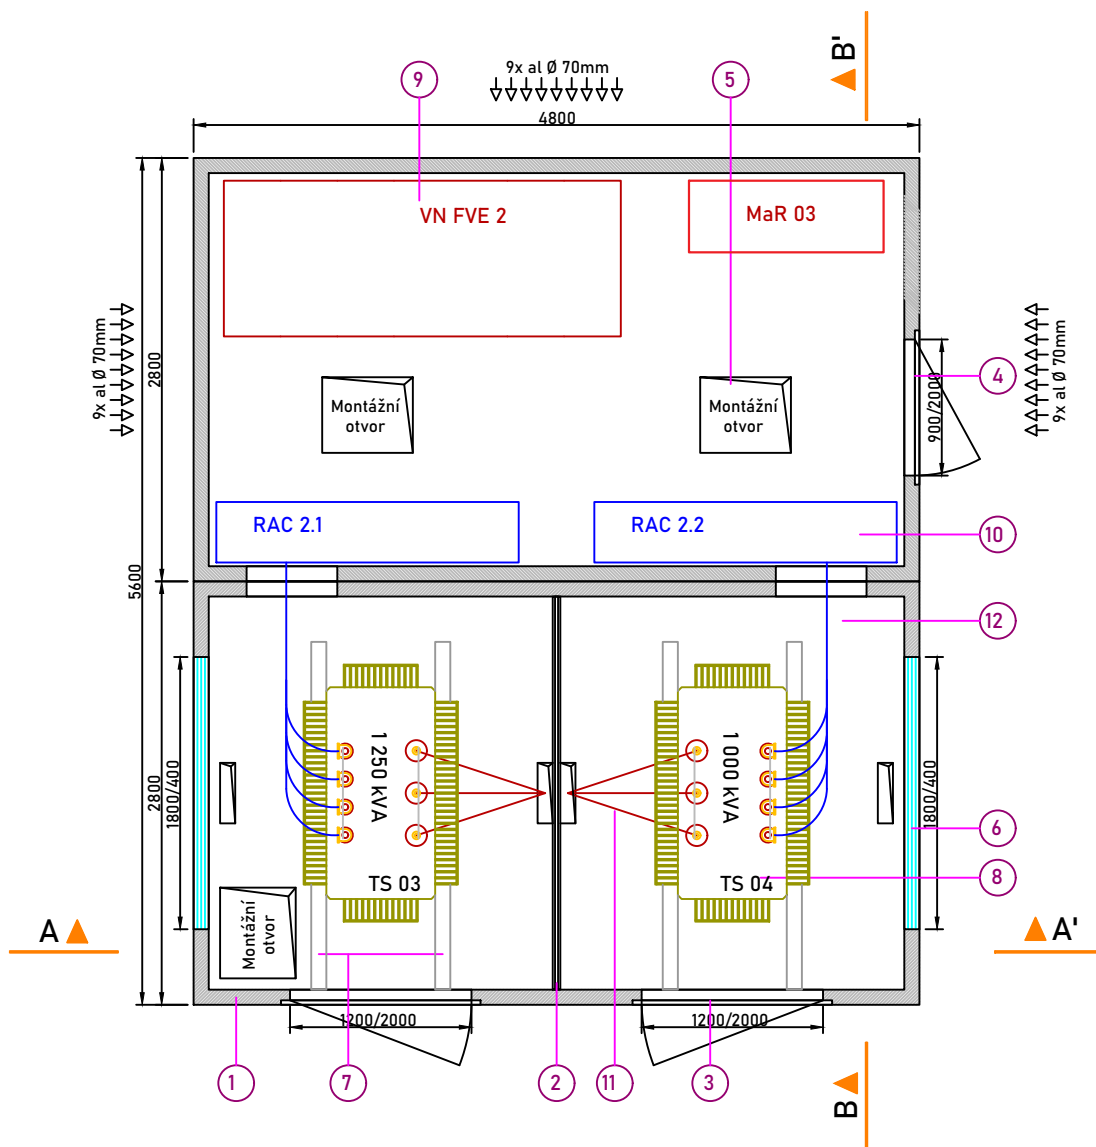 B'
9
9x al Ø 70mm
5
4800
VN FVE 2
MaR 03
9x al Ø 70mm
2800
Montážní
otvor
Montážní
otvor
900/2000
4
9x al Ø 70mm
RAC 2.1
RAC 2.2
10
5600
12
1 250 kVA
1 000 kVA
2800
1800/400
1800/400
6
TS 03
TS 04
8
Montážní
otvor
A
A'
1200/2000
1200/2000
1
7
2
11
3
B